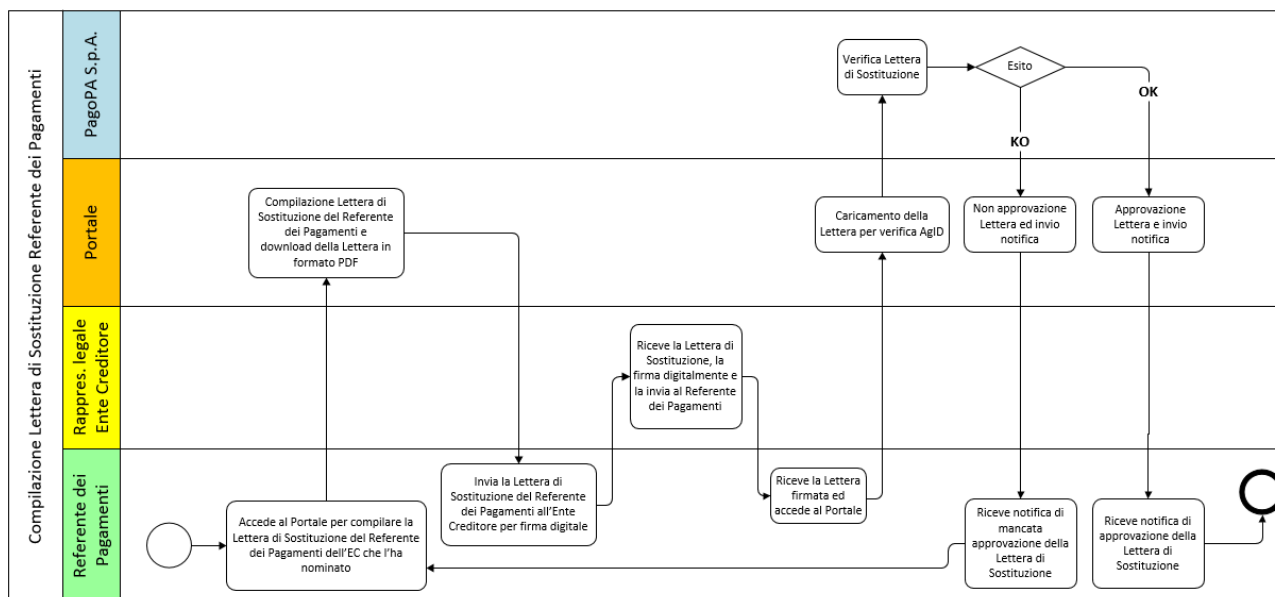 Compilazione Lettera di Sostituzione Referente dei Pagamenti
PagoPA S.p.A.
Verifica Lettera
di Sostituzione
Esito
OK
KO
Portale
Compilazione Lettera di
Sostituzione del Referente
dei Pagamenti e
download della Lettera in
formato PDF
Caricamento della
Lettera per verifica AgID
Non approvazione
Lettera ed invio
notifica
Approvazione
Lettera e invio
notifica
Rappres. legale
Ente Creditore
Riceve la Lettera di
Sostituzione, la
firma digitalmente e
la invia al Referente
dei Pagamenti
Referente dei
Pagamenti
Accede al Portale per compilare la
Lettera di Sostituzione del Referente
dei Pagamenti dell'EC che l'ha
nominato
Invia la Lettera di
Sostituzione del Referente
dei Pagamenti all'Ente
Creditore per firma digitale
Riceve la Lettera
firmata ed
accede al Portale
Riceve notifica di
mancata
approvazione della
Lettera di
Sostituzione
Riceve notifica di
approvazione della
Lettera di
Sostituzione